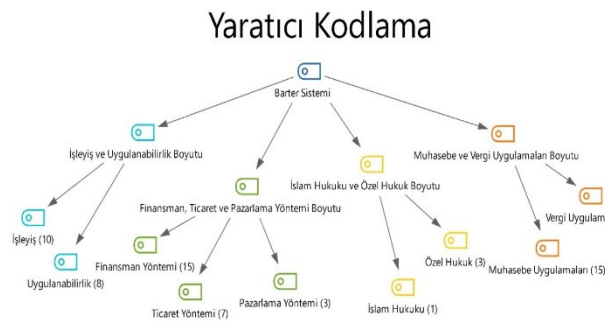 Yaratıcı Kodlama
Barter Sistemi
İşleyiş ve Uygulanabilirlik Boyutu
Muhasebe ve Vergi Uygulamaları Boyutu
Finansman, Ticaret ve Pazarlama Yöntemi Boyutu
İslam Hukuku ve Özel Hukuk Boyutu
İşleyiş (10)
Uygulanabilirlik (8)
Finansman Yöntemi (15)
Ticaret Yöntemi (7)
Pazarlama Yöntemi (3)
İslam Hukuku (1)
Özel Hukuk (3)
Muhasebe Uygulamaları (15)
Vergi Uygulam